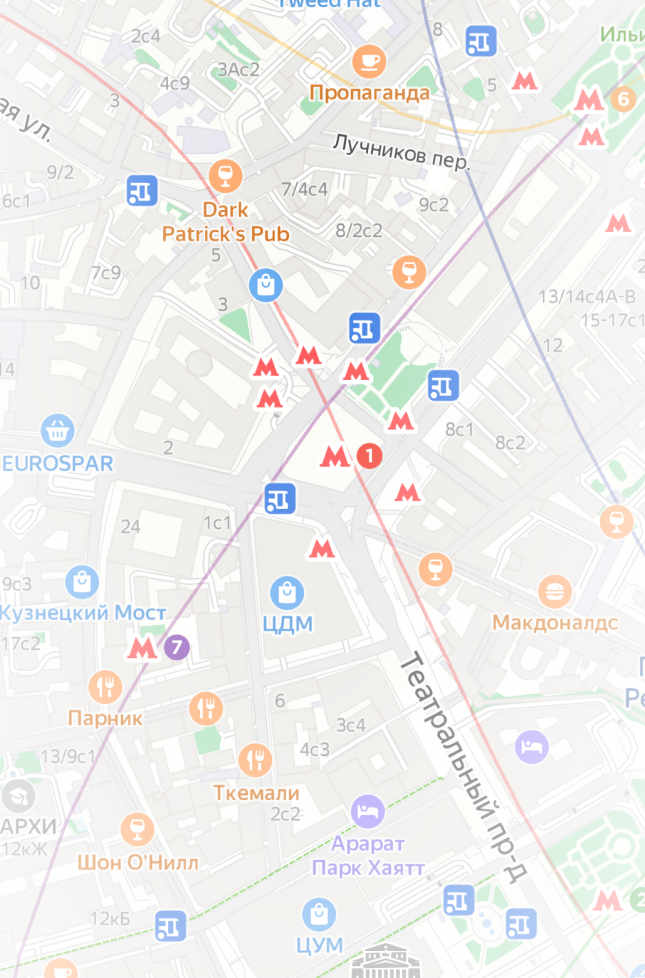 Tweed Hat
2с4
8
Ильи
3Ас2
4с9
5
Пропаганда
6
3
ая ул.
Лучников пер.
9/2
6с1
7/4с4
9с2
Dark
Patrick's Pub
8/2с2
5
7с9
10
13/14с4А-В
3
15-17с1
12
14
8с1
8с2
2
1
EUROSPAR
24
1с1
9с3
Кузнецкий Мост
ЦДМ
Макдоналдс
17с2
7
Театральный пр-д
Парник
6
3с4
4с3
13/9с1
Ткемали
2с2
АРХИ
12кЖ
Арарат
Парк Хаятт
Шон О'Нилл
12кБ
ЦУМ
2